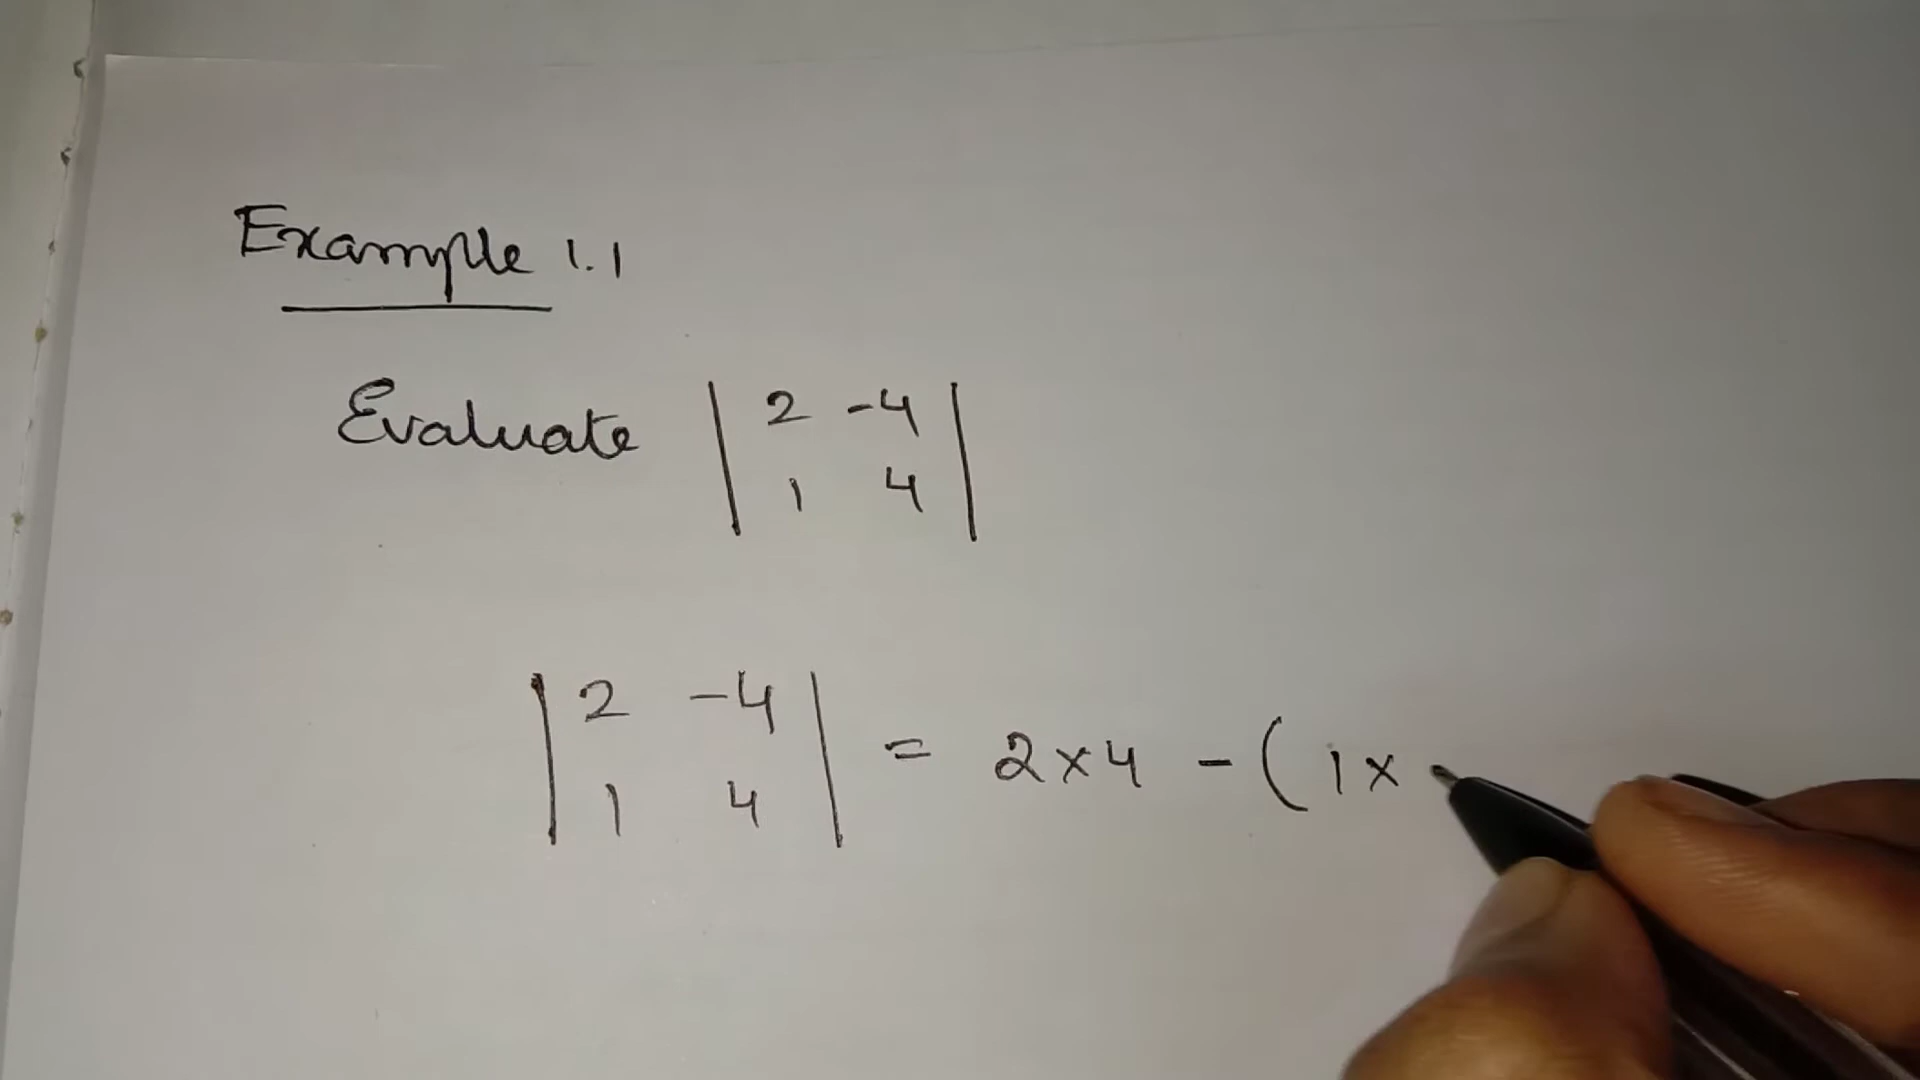 Example 1.1
Evaluate | 2 -4 |
| 1 4 |
| 2 -4 |
| 1 4 | = 2×4 - ( 1×